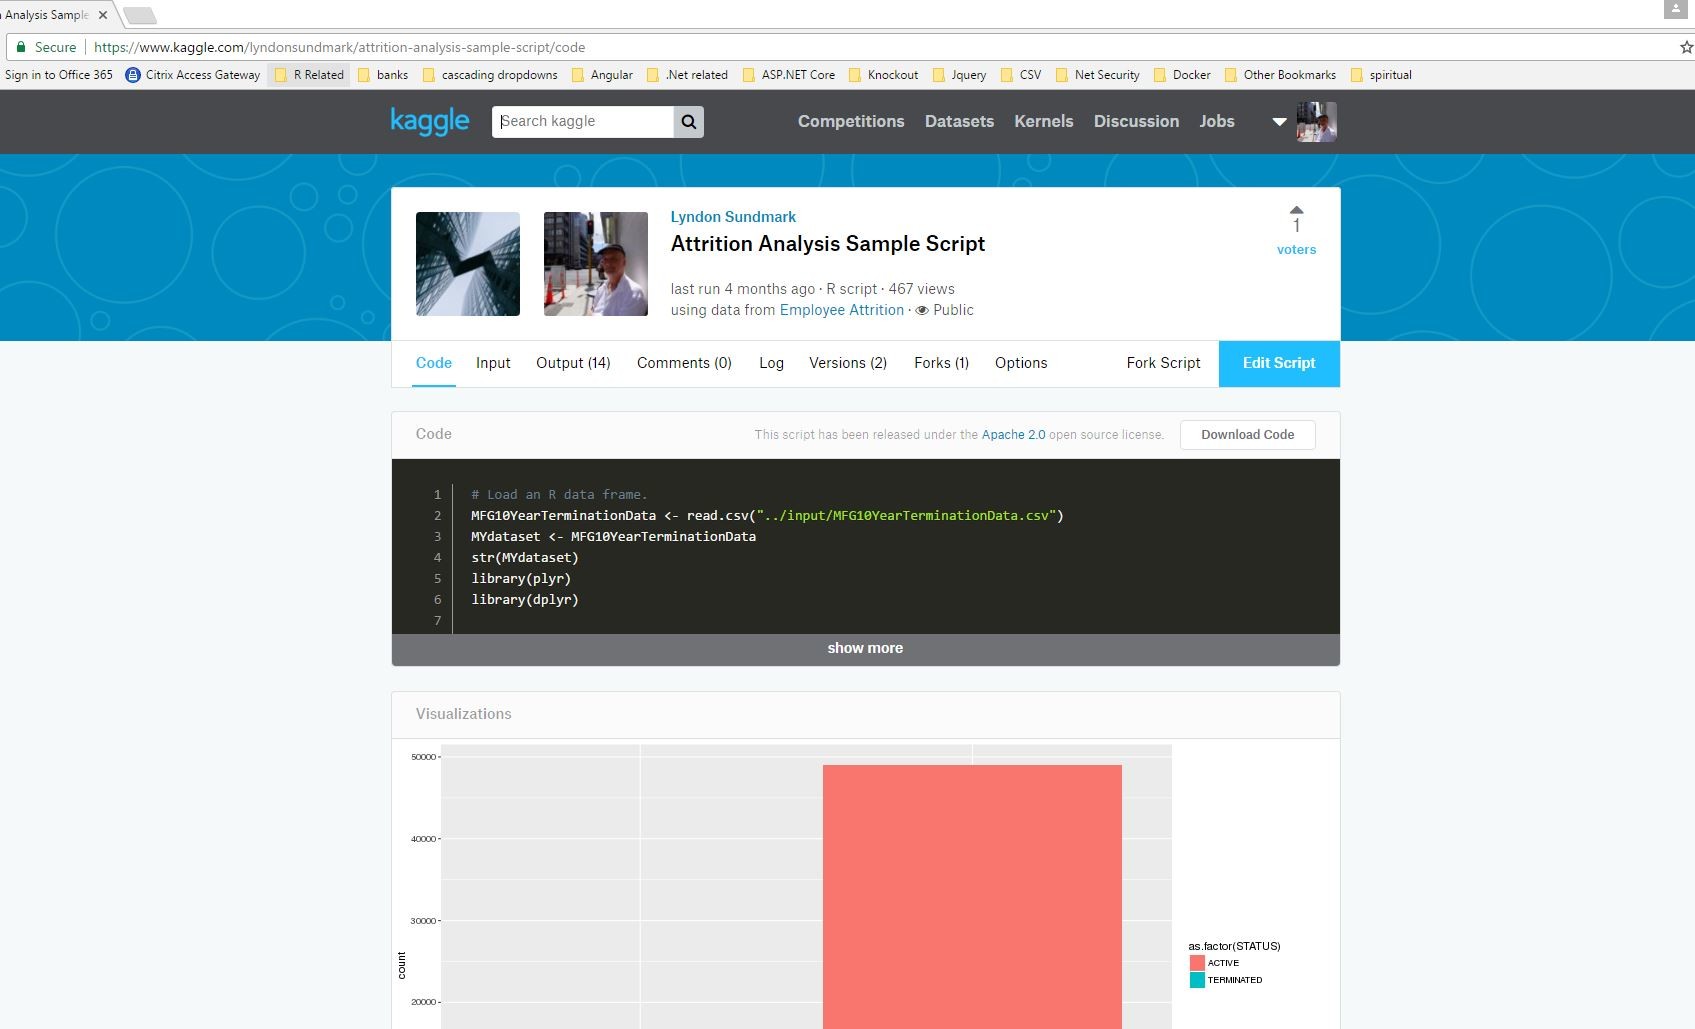 Analysis Sample
Secure https://www.kaggle.com/lyndonsundmark/attrition-analysis-sample-script/code
Sign in to Office 365 Citrix Access Gateway R Related banks cascading dropdowns Angular .Net related ASP.NET Core Knockout Jquery CSV Net Security Docker Other Bookmarks spiritual
kaggle Search kaggle Competitions Datasets Kernels Discussion Jobs
Lyndon Sundmark
Attrition Analysis Sample Script
1
voters
last run 4 months ago · R script · 467 views
using data from Employee Attrition · Public
Code Input Output (14) Comments (0) Log Versions (2) Forks (1) Options Fork Script Edit Script
Code This script has been released under the Apache 2.0 open source license. Download Code
1 # Load an R data frame.
2 MFG10YearTerminationData <- read.csv("../input/MFG10YearTerminationData.csv")
3 MYdataset <- MFG10YearTerminationData
4 str(MYdataset)
5 library(plyr)
6 library(dplyr)
7
show more
Visualizations
50000
40000
30000
20000
count
as.factor(STATUS)
ACTIVE
TERMINATED